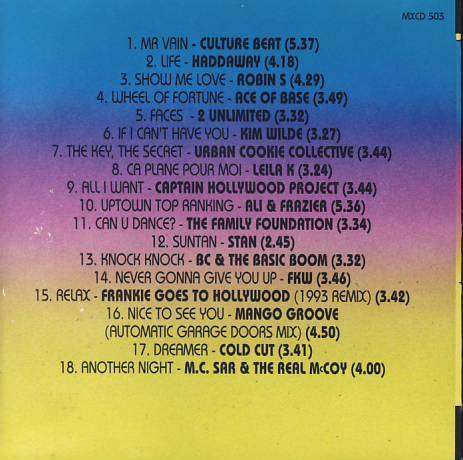 MXCD 503
1. MR VAIN - CULTURE BEAT (5.37)
2. LIFE - HADDAWAY (4.18)
3. SHOW ME LOVE - ROBIN S (4.29)
4. WHEEL OF FORTUNE - ACE OF BASE (3.49)
5. FACES - 2 UNLIMITED (3.32)
6. IF I CAN'T HAVE YOU - KIM WILDE (3.27)
7. THE KEY, THE SECRET - URBAN COOKIE COLLECTIVE (3.44)
8. CA PLANE POUR MOI - LEILA K (3.24)
9. ALL I WANT - CAPTAIN HOLLYWOOD PROJECT (3.44)
10. UPTOWN TOP RANKING - ALI & FRAZIER (5.36)
11. CAN U DANCE? - THE FAMILY FOUNDATION (3.34)
12. SUNTAN - STAN (2.45)
13. KNOCK KNOCK - BC & THE BASIC BOOM (3.32)
14. NEVER GONNA GIVE YOU UP - FKW (3.46)
15. RELAX - FRANKIE GOES TO HOLLYWOOD (1993 REMIX) (3.42)
16. NICE TO SEE YOU - MANGO GROOVE
(AUTOMATIC GARAGE DOORS MIX) (4.50)
17. DREAMER - COLD CUT (3.41)
18. ANOTHER NIGHT - M.C. SAR & THE REAL McCOY (4.00)